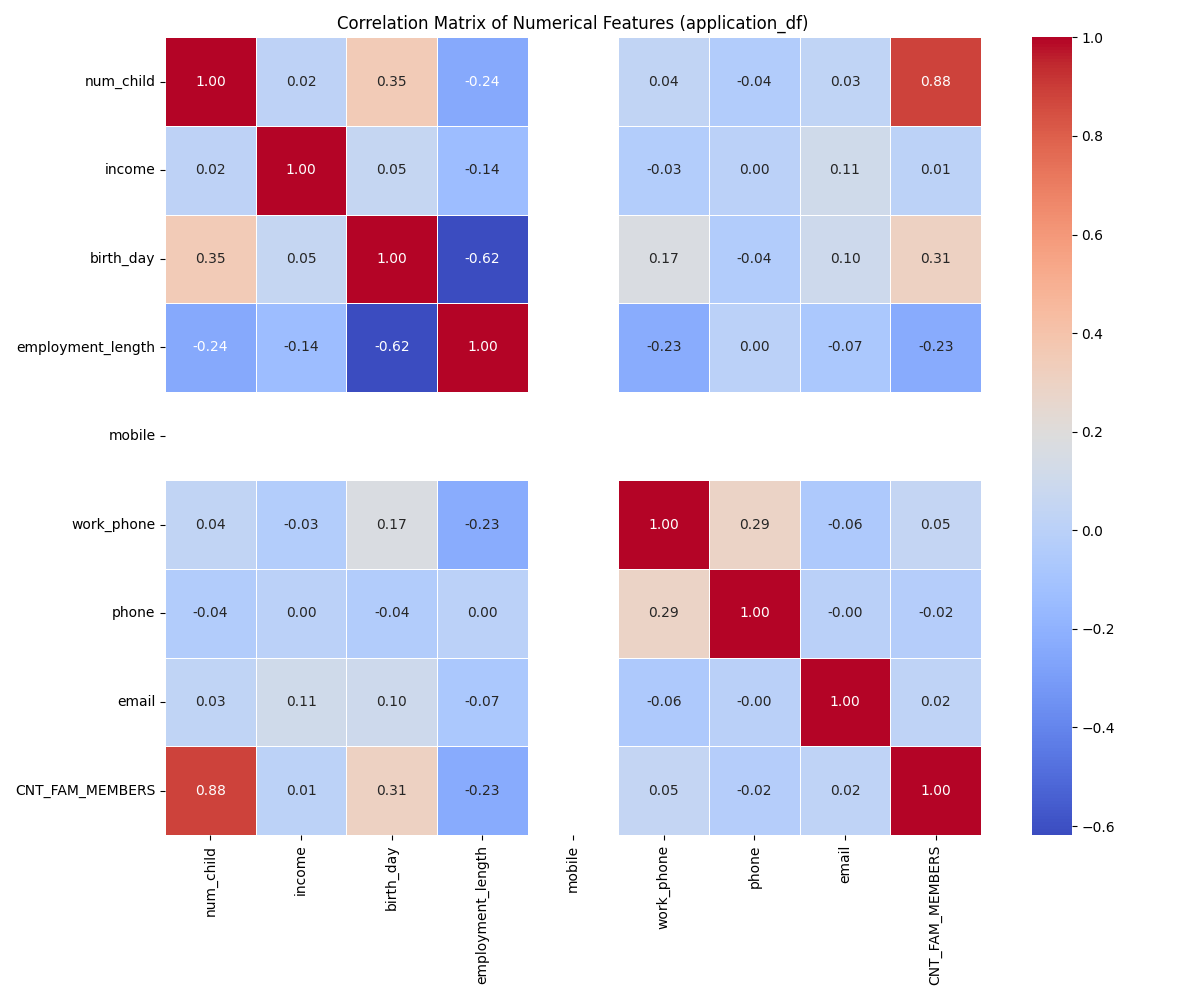 Correlation Matrix of Numerical Features (application_df)
num_child 1.00 0.02 0.35 -0.24 0.04 -0.04 0.03 0.88
income 0.02 1.00 0.05 -0.14 -0.03 0.00 0.11 0.01
birth_day 0.35 0.05 1.00 -0.62 0.17 -0.04 0.10 0.31
employment_length -0.24 -0.14 -0.62 1.00 -0.23 0.00 -0.07 -0.23
mobile
work_phone 0.04 -0.03 0.17 -0.23 1.00 0.29 -0.06 0.05
phone -0.04 0.00 -0.04 0.00 0.29 1.00 -0.00 -0.02
email 0.03 0.11 0.10 -0.07 -0.06 -0.00 1.00 0.02
CNT_FAM_MEMBERS 0.88 0.01 0.31 -0.23 0.05 -0.02 0.02 1.00
num_child income birth_day employment_length mobile work_phone phone email CNT_FAM_MEMBERS
1.0
0.8
0.6
0.4
0.2
0.0
−0.2
−0.4
−0.6